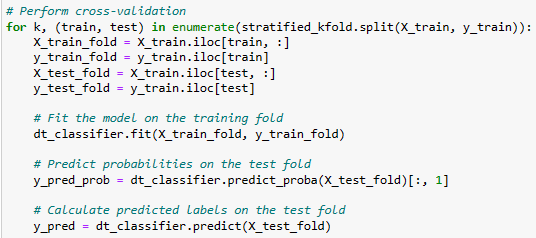 # Perform cross-validation
for k, (train, test) in enumerate(stratified_kfold.split(X_train, y_train)):
    X_train_fold = X_train.iloc[train, :]
    y_train_fold = y_train.iloc[train]
    X_test_fold = X_train.iloc[test, :]
    y_test_fold = y_train.iloc[test]

    # Fit the model on the training fold
    dt_classifier.fit(X_train_fold, y_train_fold)

    # Predict probabilities on the test fold
    y_pred_prob = dt_classifier.predict_proba(X_test_fold)[:, 1]

    # Calculate predicted labels on the test fold
    y_pred = dt_classifier.predict(X_test_fold)